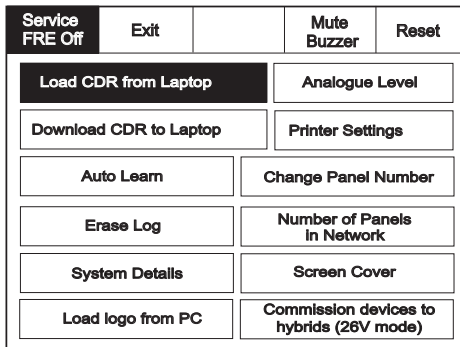 Service
FRE Off
Exit
Mute
Buzzer
Reset
Load CDR from Laptop
Analogue Level
Download CDR to Laptop
Printer Settings
Auto Learn
Change Panel Number
Erase Log
Number of Panels
in Network
System Details
Screen Cover
Load logo from PC
Commission devices to
hybrids (26V mode)